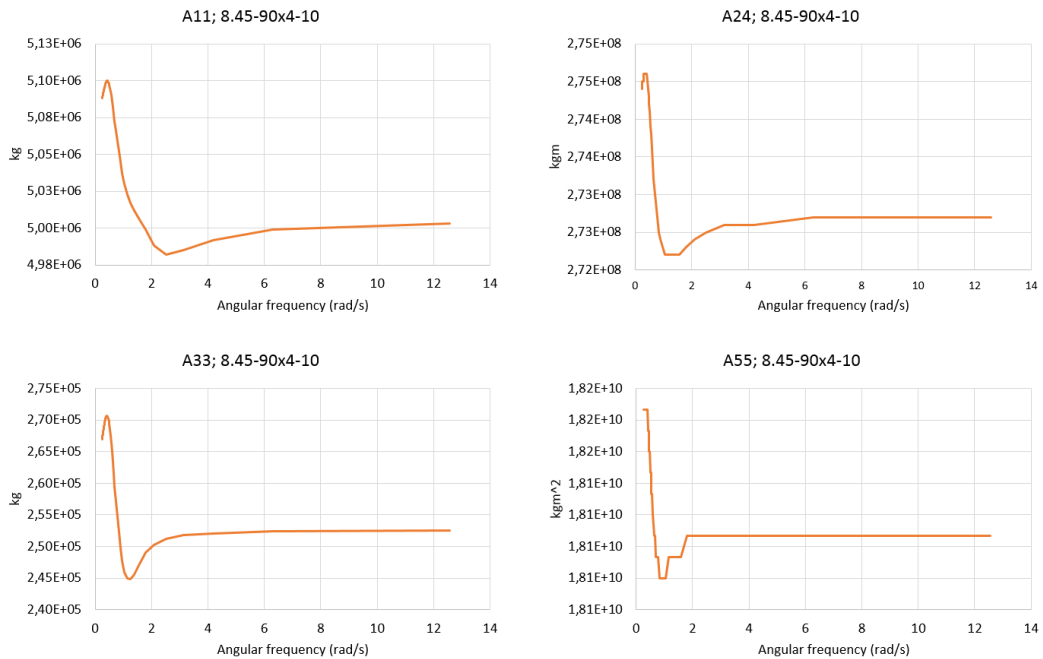 A11; 8.45-90x4-10
5,13E+06
5,10E+06
5,08E+06
5,05E+06
5,03E+06
5,00E+06
4,98E+06
kg
0 2 4 6 8 10 12 14
Angular frequency (rad/s)
A24; 8.45-90x4-10
2,75E+08
2,75E+08
2,74E+08
2,74E+08
2,73E+08
2,73E+08
2,72E+08
kgm
0 2 4 6 8 10 12 14
Angular frequency (rad/s)
A33; 8.45-90x4-10
2,75E+05
2,70E+05
2,65E+05
2,60E+05
2,55E+05
2,50E+05
2,45E+05
2,40E+05
kg
0 2 4 6 8 10 12 14
Angular frequency (rad/s)
A55; 8.45-90x4-10
1,82E+10
1,82E+10
1,82E+10
1,81E+10
1,81E+10
1,81E+10
1,81E+10
1,81E+10
kgm^2
0 2 4 6 8 10 12 14
Angular frequency (rad/s)